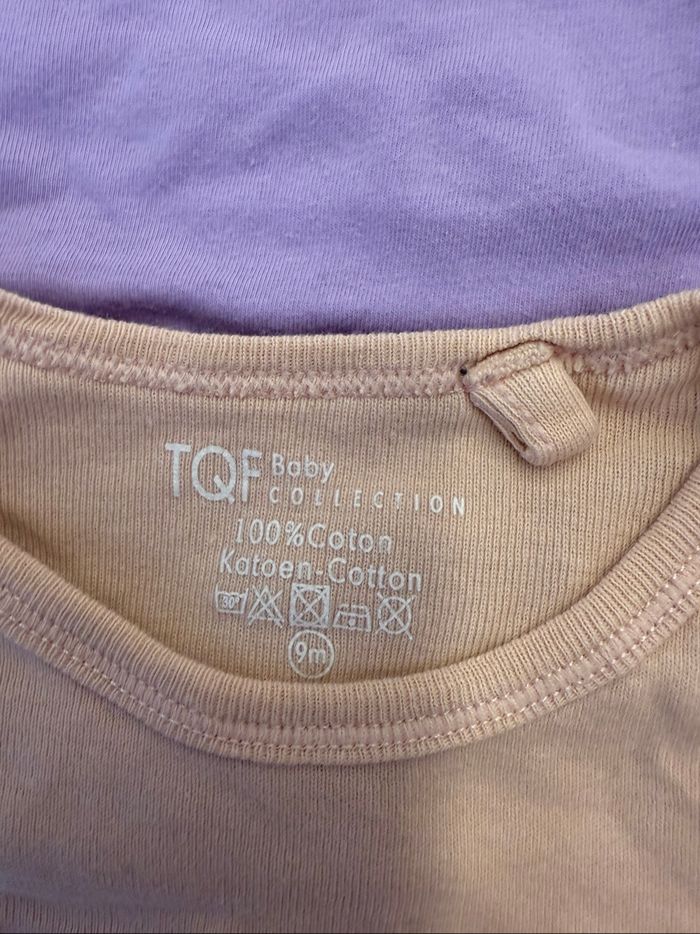 TQF Baby
COLLECTION
100%Coton
Katoen-Cotton
30°
9m